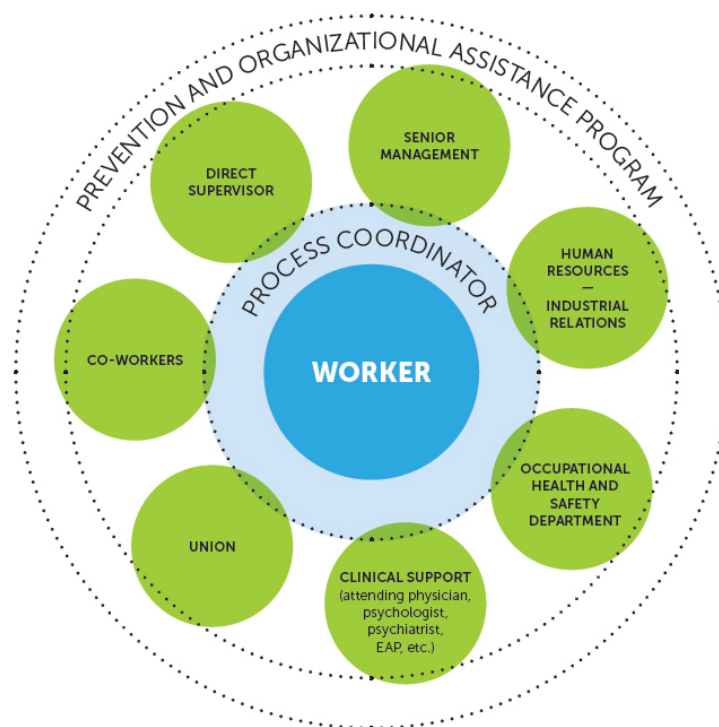 PREVENTION AND ORGANIZATIONAL ASSISTANCE PROGRAM
SENIOR
MANAGEMENT
DIRECT
SUPERVISOR
PROCESS COORDINATOR
HUMAN
RESOURCES
—
INDUSTRIAL
RELATIONS
CO-WORKERS
WORKER
OCCUPATIONAL
HEALTH AND
SAFETY
DEPARTMENT
UNION
CLINICAL SUPPORT
(attending physician,
psychologist,
psychiatrist,
EAP, etc.)